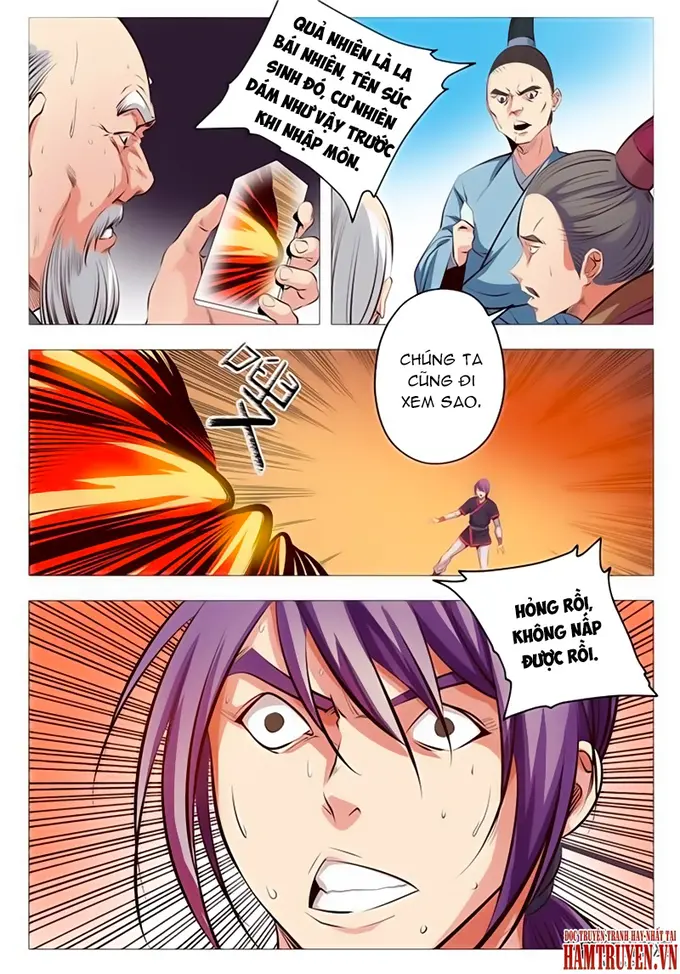 QUẢ NHIÊN LÀ LA
BÁI NHIÊN, TÊN SÚC
SINH ĐÓ, CƯ NHIÊN
DÁM NHƯ VẬY TRƯỚC
KHI NHẬP MÔN.
CHÚNG TA
CŨNG ĐI
XEM SAO.
HỎNG RỒI,
KHÔNG NẤP
ĐƯỢC RỒI.
ĐỌC TRUYỆN TRANH HAY NHẤT TẠI
HAMTRUYEN.VN